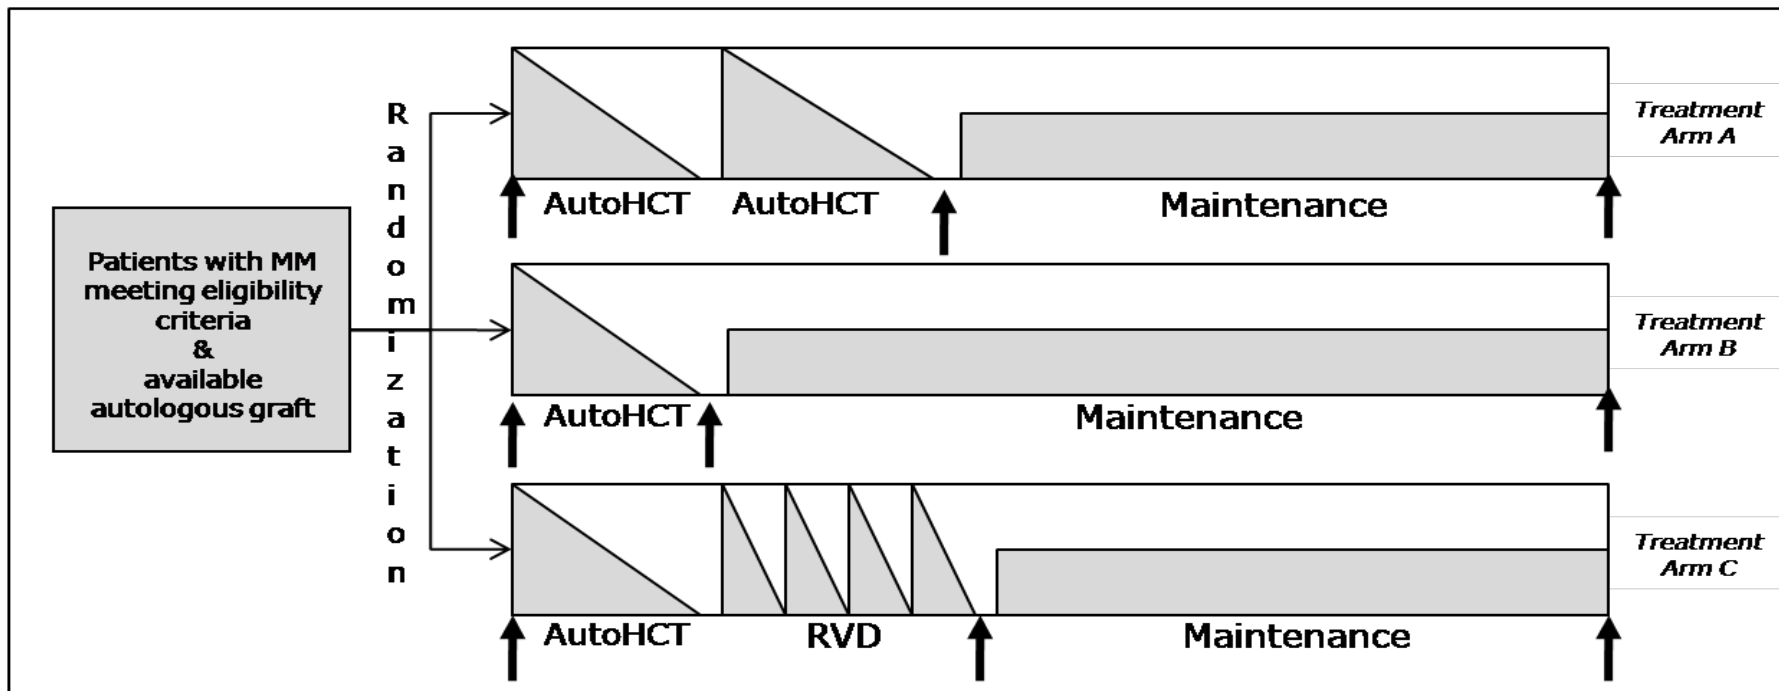 Patients with MM
meeting eligibility
criteria
&
available
autologous graft
Randomization
AutoHCT AutoHCT Maintenance
Treatment
Arm A
AutoHCT Maintenance
Treatment
Arm B
AutoHCT RVD Maintenance
Treatment
Arm C